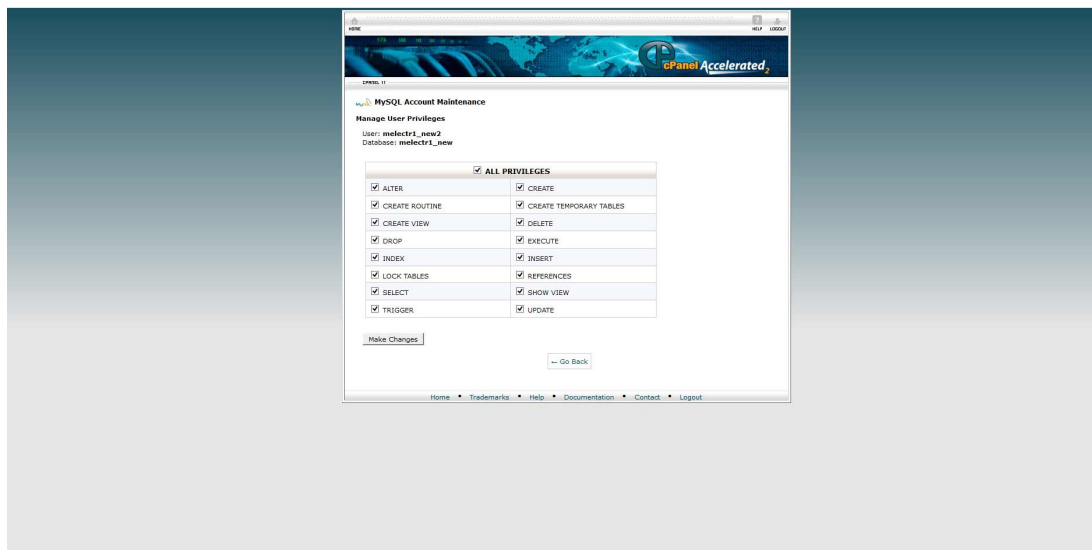 HOME
HELP LOGOUT
cPanel Accelerated2
CPANEL 11
MySQL Account Maintenance
Manage User Privileges
User: melectr1_new2
Database: melectr1_new
ALL PRIVILEGES
ALTER CREATE
CREATE ROUTINE CREATE TEMPORARY TABLES
CREATE VIEW DELETE
DROP EXECUTE
INDEX INSERT
LOCK TABLES REFERENCES
SELECT SHOW VIEW
TRIGGER UPDATE
Make Changes
← Go Back
Home • Trademarks • Help • Documentation • Contact • Logout